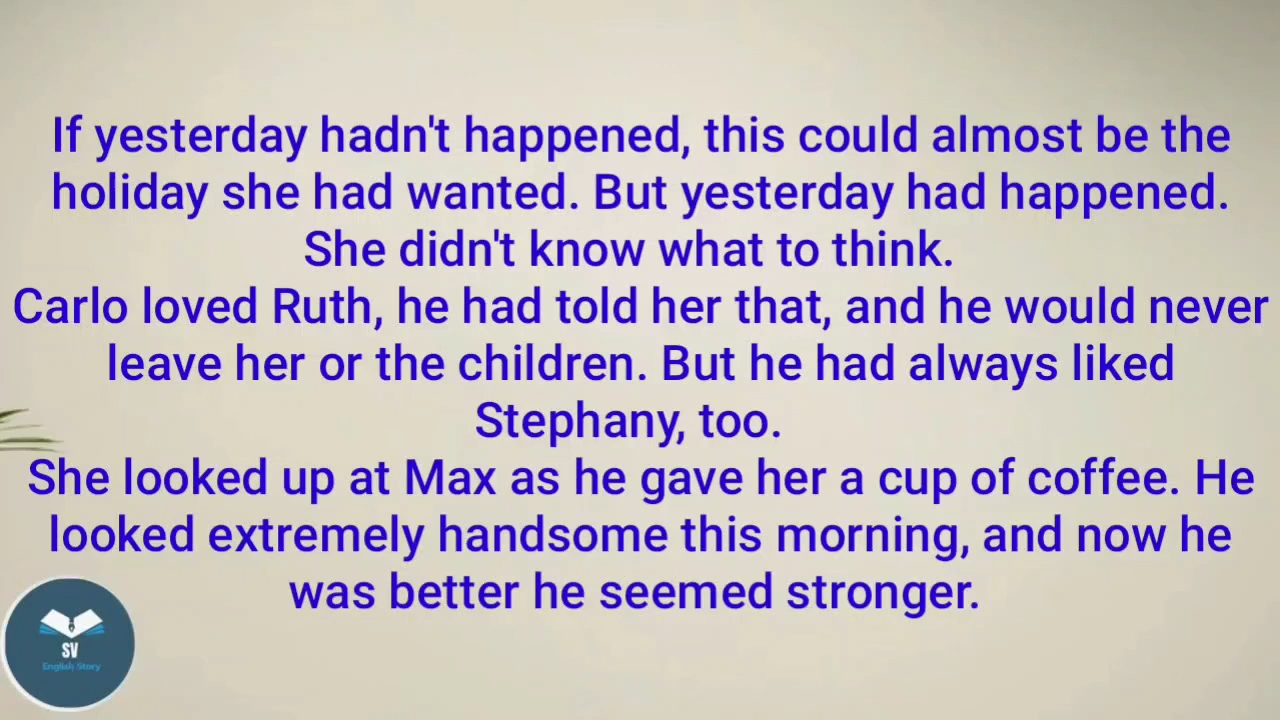 If yesterday hadn't happened, this could almost be the
holiday she had wanted. But yesterday had happened.
She didn't know what to think.
Carlo loved Ruth, he had told her that, and he would never
leave her or the children. But he had always liked
Stephany, too.
She looked up at Max as he gave her a cup of coffee. He
looked extremely handsome this morning, and now he
was better he seemed stronger.
SV
English Story